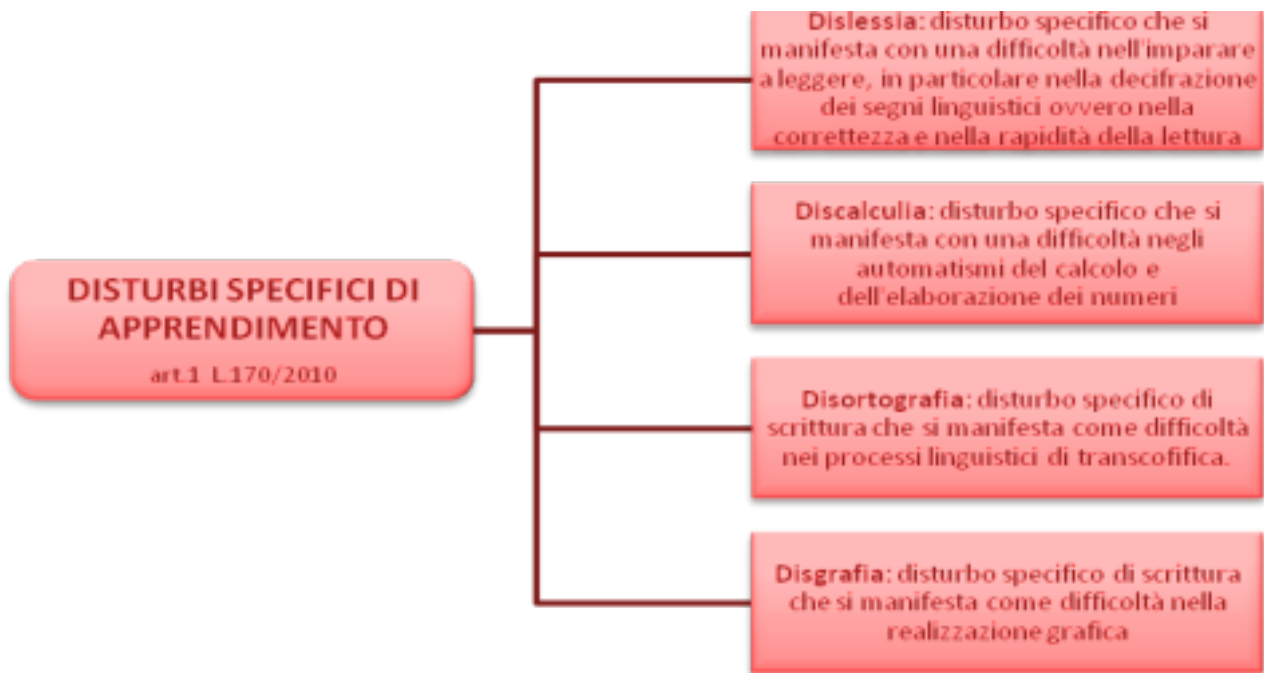 DISTURBI SPECIFICI DI
APPRENDIMENTO
art.1 L.170/2010
Dislessia: disturbo specifico che si
manifesta con una difficoltà nell'imparare
a leggere, in particolare nella decifrazione
dei segni linguistici ovvero nella
correttezza e nella rapidità della lettura
Discalculia: disturbo specifico che si
manifesta con una difficoltà negli
automatismi del calcolo e
dell'elaborazione dei numeri
Disortografia: disturbo specifico di
scrittura che si manifesta come difficoltà
nei processi linguistici di transcofifica.
Disgrafia: disturbo specifico di scrittura
che si manifesta come difficoltà nella
realizzazione grafica